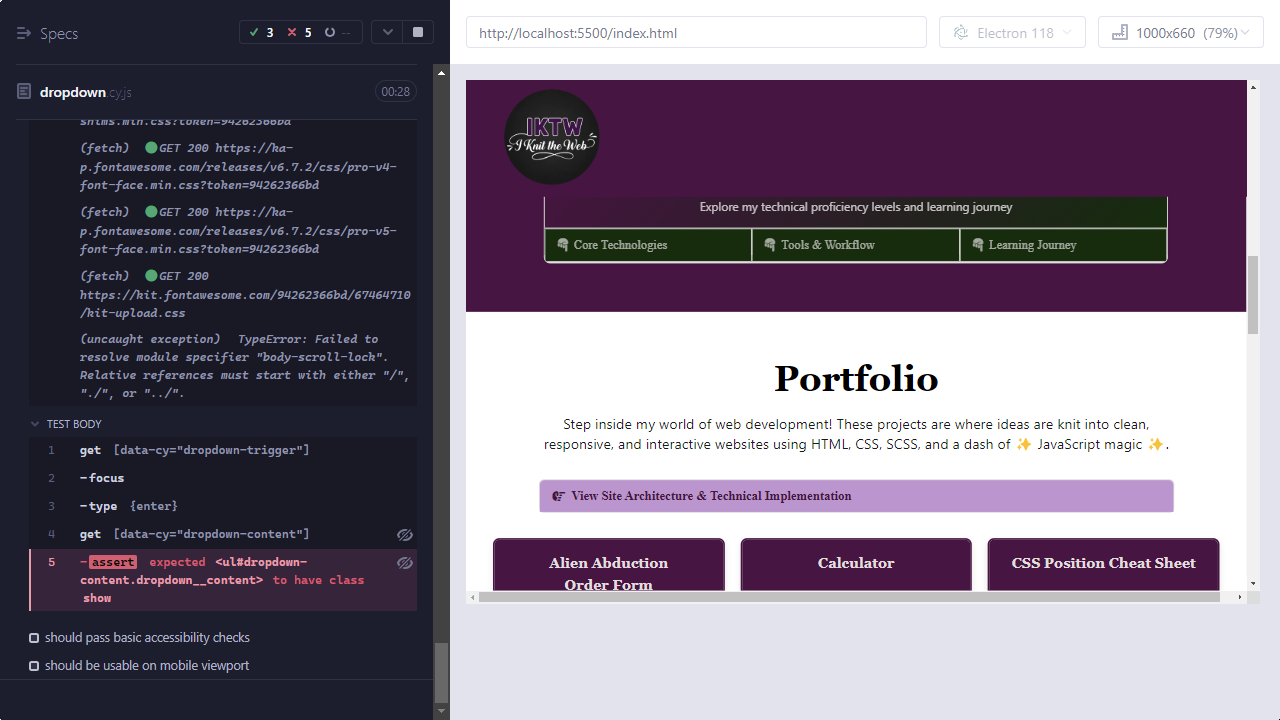 Specs
3
5
--
dropdown.cy.js
00:28
shims.min.css?token=94262366bd
(fetch) GET 200 https://ka-
p.fontawesome.com/releases/v6.7.2/css/pro-v4-
font-face.min.css?token=94262366bd
(fetch) GET 200 https://ka-
p.fontawesome.com/releases/v6.7.2/css/pro-v5-
font-face.min.css?token=94262366bd
(fetch) GET 200
https://kit.fontawesome.com/94262366bd/67464710
/kit-upload.css
(uncaught exception) TypeError: Failed to
resolve module specifier "body-scroll-lock".
Relative references must start with either "/",
"./", or "../".
TEST BODY
1 get [data-cy="dropdown-trigger"]
2 -focus
3 -type {enter}
4 get [data-cy="dropdown-content"]
5 -assert expected <ul#dropdown-
content.dropdown__content> to have class
show
should pass basic accessibility checks
should be usable on mobile viewport
http://localhost:5500/index.html
Electron 118
1000x660 (79%)
IKTW
I Knit the Web
Explore my technical proficiency levels and learning journey
Core Technologies
Tools & Workflow
Learning Journey
Portfolio
Step inside my world of web development! These projects are where ideas are knit into clean,
responsive, and interactive websites using HTML, CSS, SCSS, and a dash of ✨ JavaScript magic ✨.
View Site Architecture & Technical Implementation
Alien Abduction
Order Form
Calculator
CSS Position Cheat Sheet